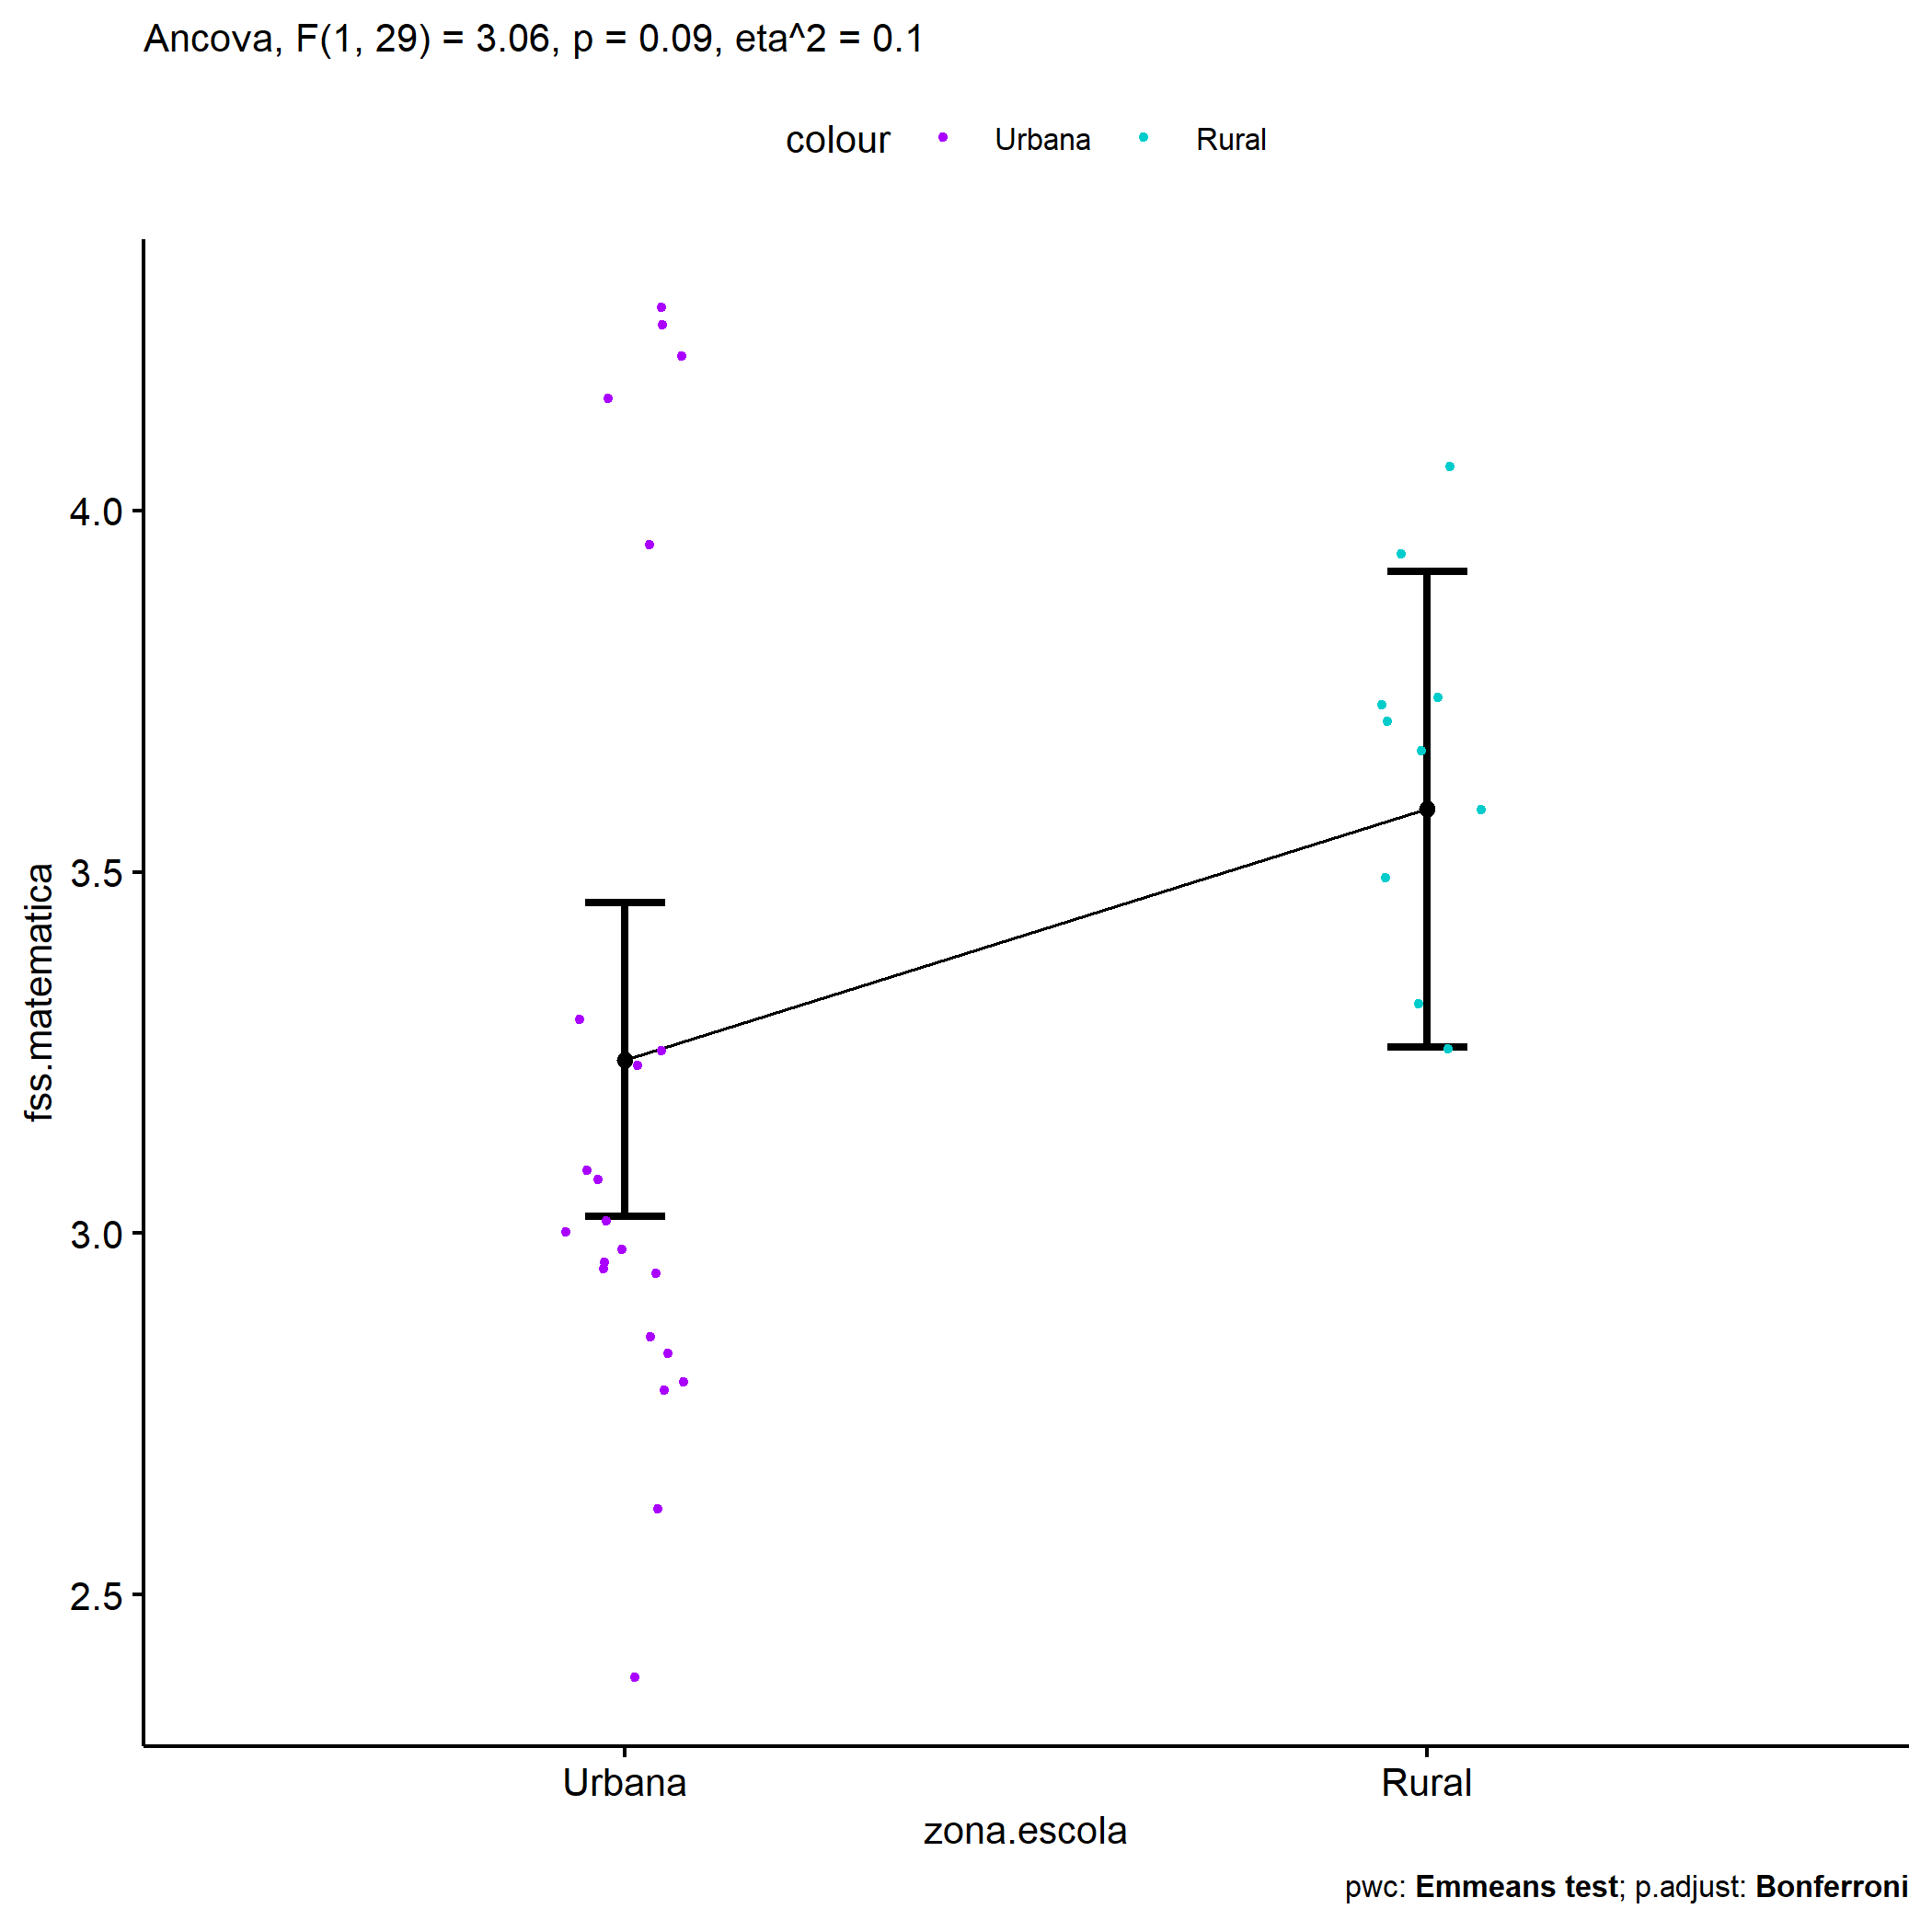 Ancova, F(1, 29) = 3.06, p = 0.09, eta^2 = 0.1
colour Urbana Rural
fss.matematica
4.0
3.5
3.0
2.5
Urbana Rural
zona.escola
pwc: Emmeans test; p.adjust: Bonferroni